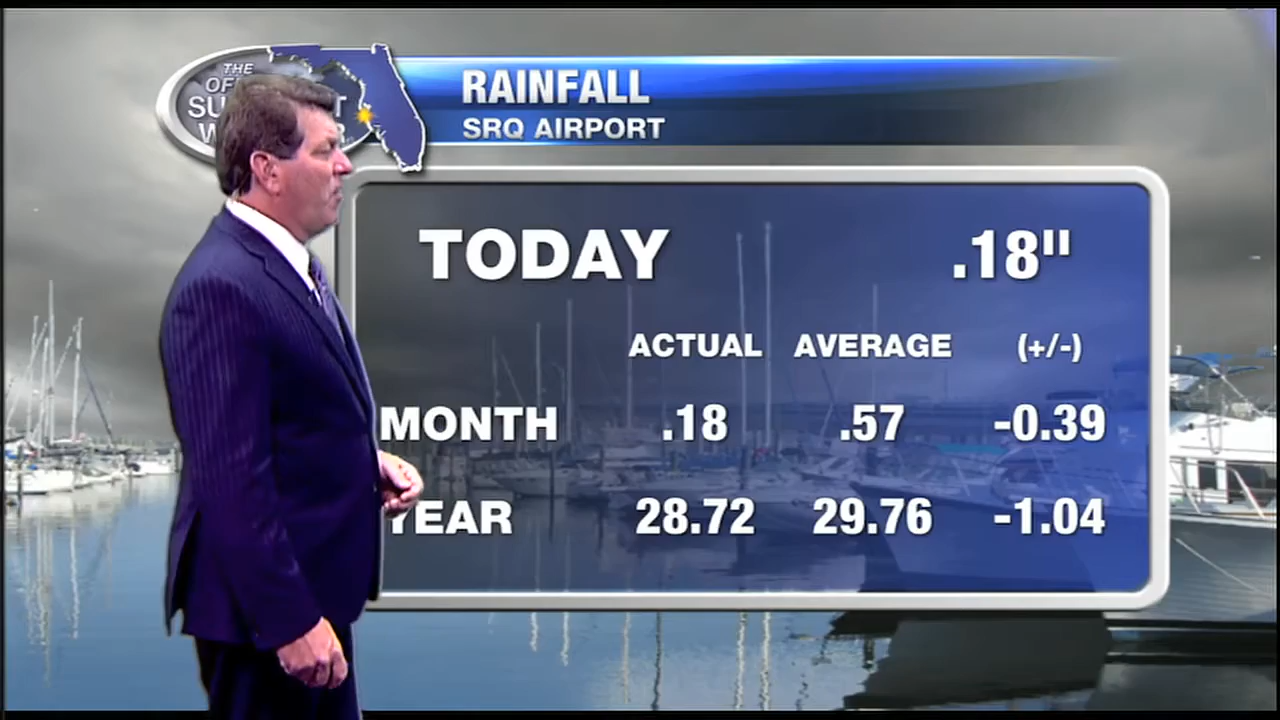 THE
RAINFALL
SRQ AIRPORT
TODAY .18"
ACTUAL AVERAGE (+/-)
MONTH .18 .57 -0.39
YEAR 28.72 29.76 -1.04